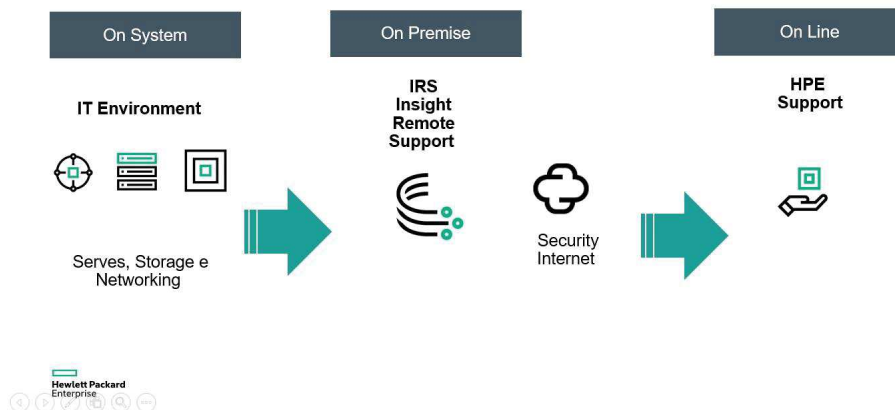 On System
On Premise
On Line
IT Environment
IRS
Insight
Remote
Support
HPE
Support
Serves, Storage e
Networking
Security
Internet
Hewlett Packard
Enterprise